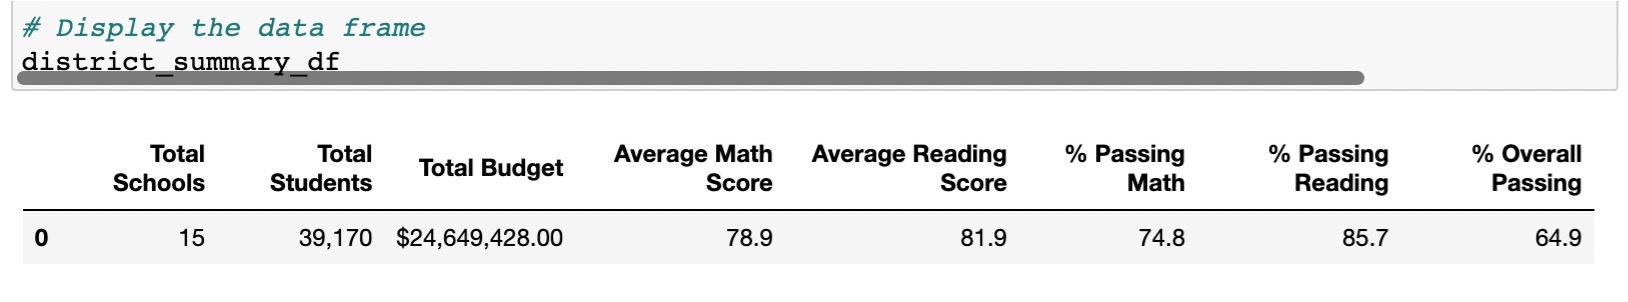 # Display the data frame
district_summary_df
Total Schools Total Students Total Budget Average Math Score Average Reading Score % Passing Math % Passing Reading % Overall Passing
0 15 39,170 $24,649,428.00 78.9 81.9 74.8 85.7 64.9